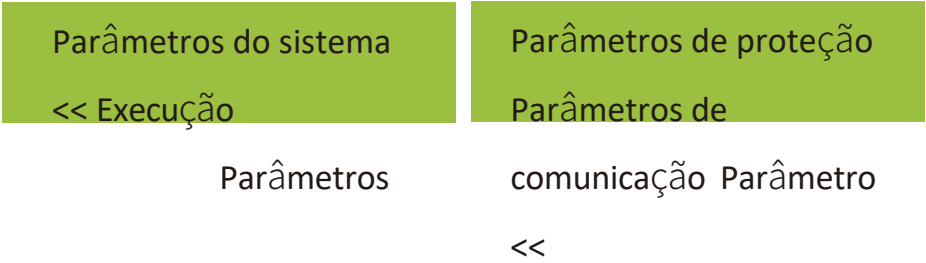 Parâmetros do sistema
<< Execução
Parâmetros
Parâmetros de proteção
Parâmetros de
comunicação Parâmetro
<<